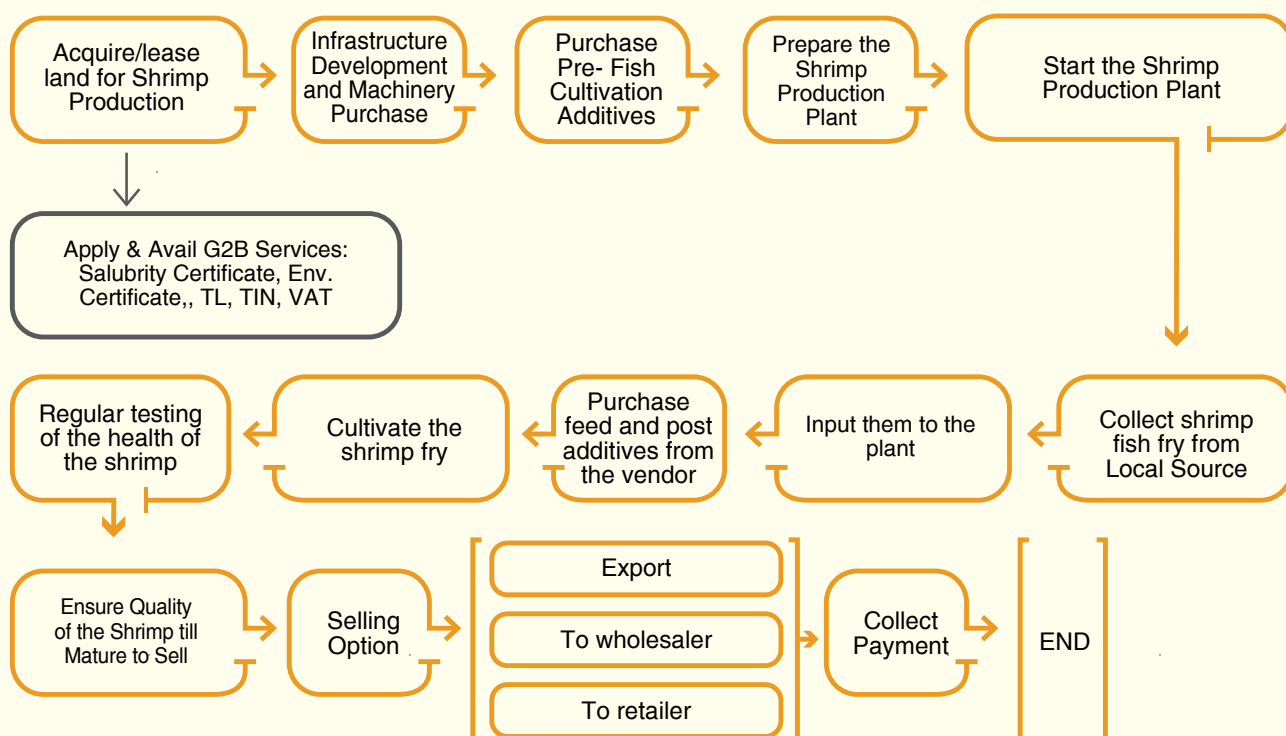 Acquire/lease
land for Shrimp
Production
Infrastructure
Development
and Machinery
Purchase
Purchase
Pre- Fish
Cultivation
Additives
Prepare the
Shrimp
Production
Plant
Start the Shrimp
Production Plant
Apply & Avail G2B Services:
Salubrity Certificate, Env.
Certificate,, TL, TIN, VAT
Collect shrimp
fish fry from
Local Source
Input them to the
plant
Purchase
feed and post
additives from
the vendor
Cultivate the
shrimp fry
Regular testing
of the health of
the shrimp
Ensure Quality
of the Shrimp till
Mature to Sell
Selling
Option
Export
To wholesaler
To retailer
Collect
Payment
END